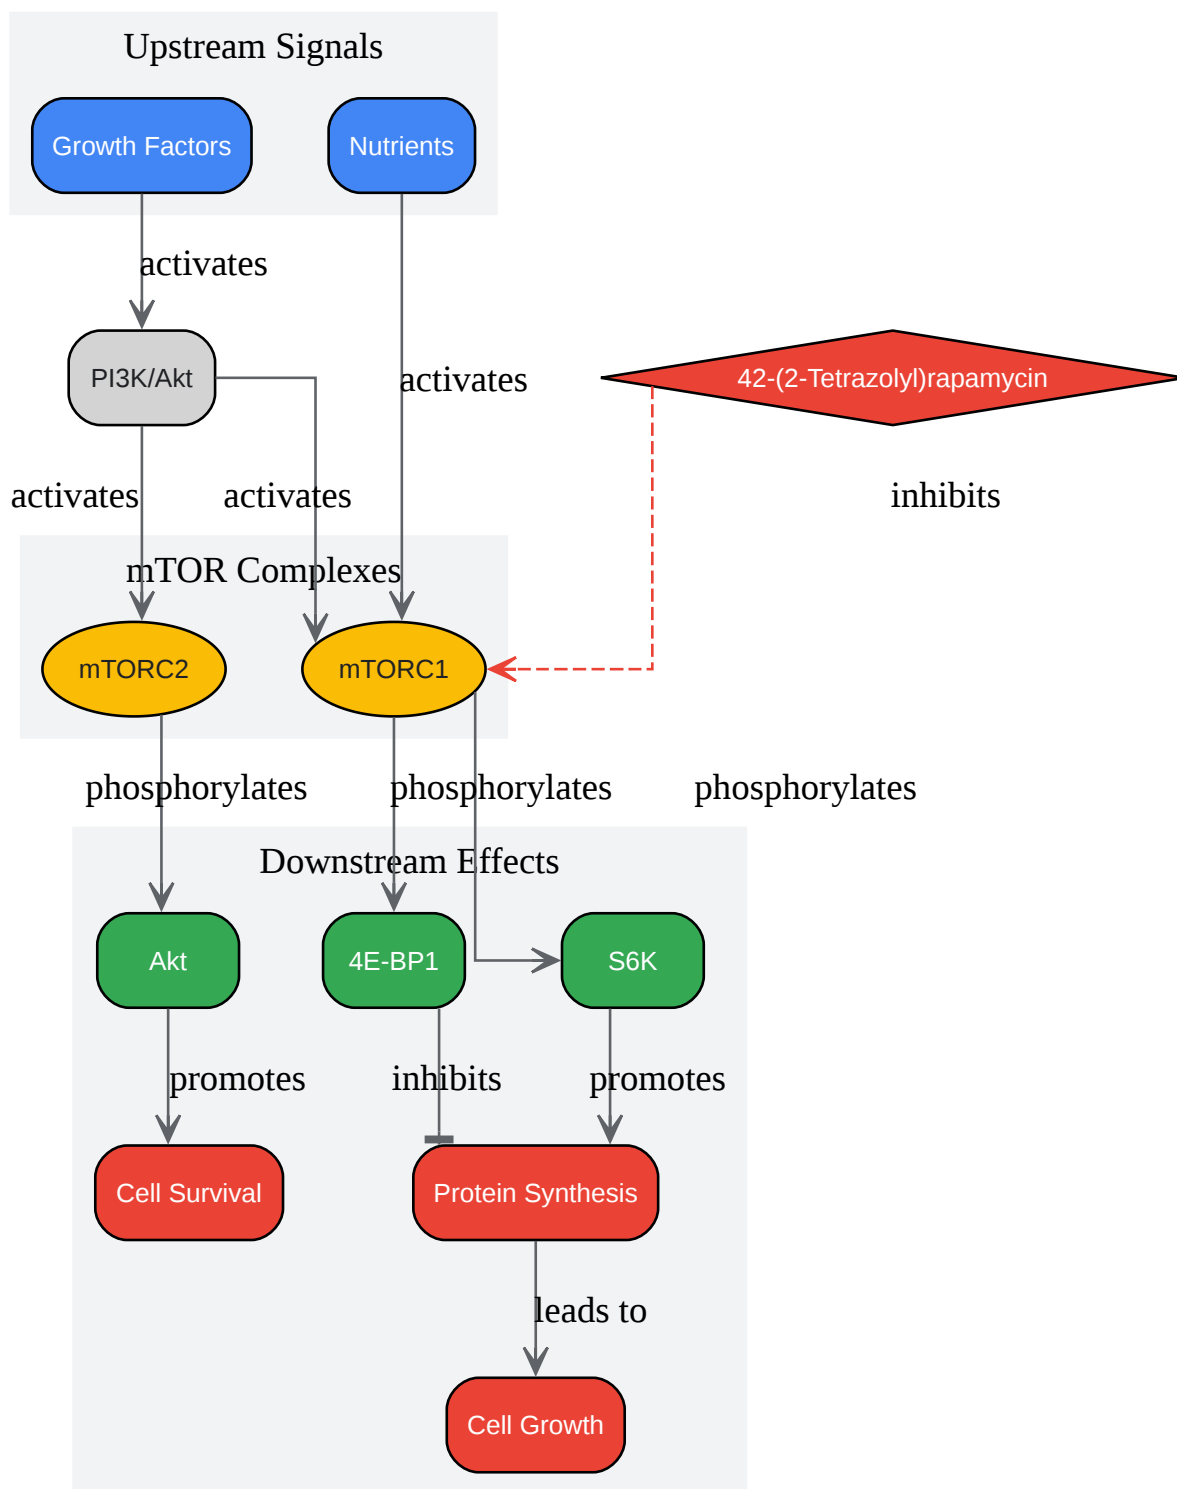 Upstream Signals
Growth Factors
Nutrients
activates
PI3K/Akt
activates
42-(2-Tetrazolyl)rapamycin
activates
activates
inhibits
mTOR Complexes
mTORC2
mTORC1
phosphorylates
phosphorylates
phosphorylates
Downstream Effects
Akt
4E-BP1
S6K
promotes
inhibits
promotes
Cell Survival
Protein Synthesis
leads to
Cell Growth